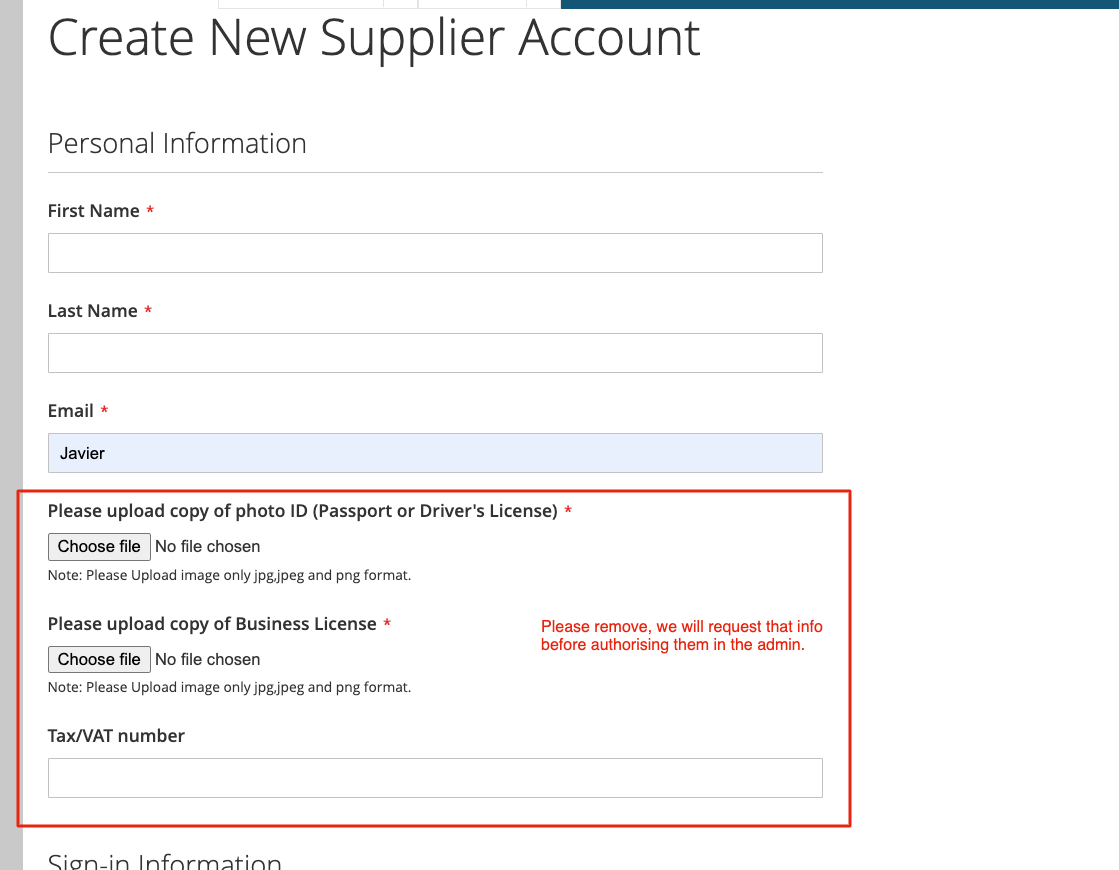 Create New Supplier Account
Personal Information
First Name *
Last Name *
Email *
Javier
Please upload copy of photo ID (Passport or Driver's License) *
Choose file No file chosen
Note: Please Upload image only jpg,jpeg and png format.
Please upload copy of Business License *
Please remove, we will request that info
before authorising them in the admin.
Choose file No file chosen
Note: Please Upload image only jpg,jpeg and png format.
Tax/VAT number
Sign-in Information